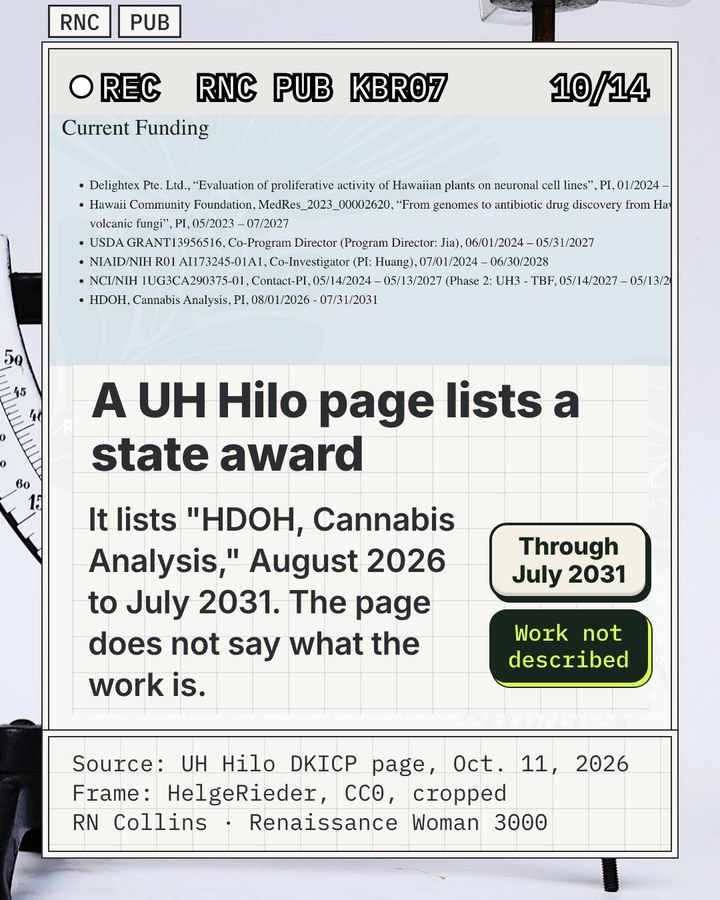 RNC PUB
REC RNC PUB KBR07 10/14
Current Funding
• Delightex Pte. Ltd., “Evaluation of proliferative activity of Hawaiian plants on neuronal cell lines”, PI, 01/2024 –
• Hawaii Community Foundation, MedRes_2023_00002620, “From genomes to antibiotic drug discovery from
volcanic fungi”, PI, 05/2023 – 07/2027
• USDA GRANT13956516, Co-Program Director (Program Director: Jia), 06/01/2024 – 05/31/2027
• NIAID/NIH R01 AI173245-01A1, Co-Investigator (PI: Huang), 07/01/2024 – 06/30/2028
• NCI/NIH 1UG3CA290375-01, Contact-PI, 05/14/2024 – 05/13/2027 (Phase 2: UH3 - TBF, 05/14/2027 –
• HDOH, Cannabis Analysis, PI, 08/01/2026 - 07/31/2031
A UH Hilo page lists a
state award
It lists "HDOH, Cannabis
Analysis," August 2026
to July 2031. The page
does not say what the
work is.
Through
July 2031
Work not
described
50
45
60
Source: UH Hilo DKICP page, Oct. 11, 2026
Frame: HelgeRieder, CC0, cropped
RN Collins · Renaissance Woman 3000